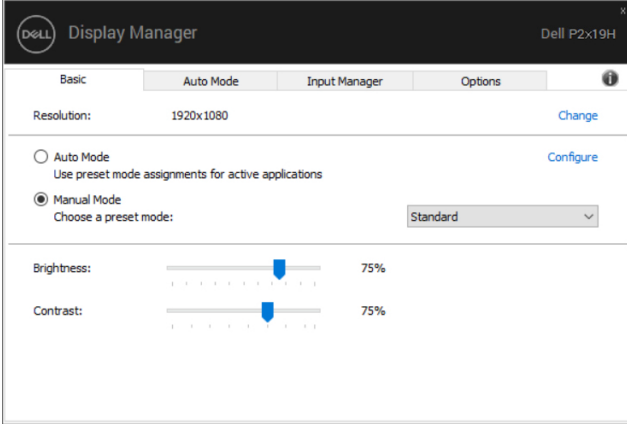 x
DELL Display Manager Dell P2x19H
Basic Auto Mode Input Manager Options i
Resolution: 1920x1080 Change
Auto Mode Configure
Use preset mode assignments for active applications
Manual Mode
Choose a preset mode: Standard
Brightness: 75%
Contrast: 75%